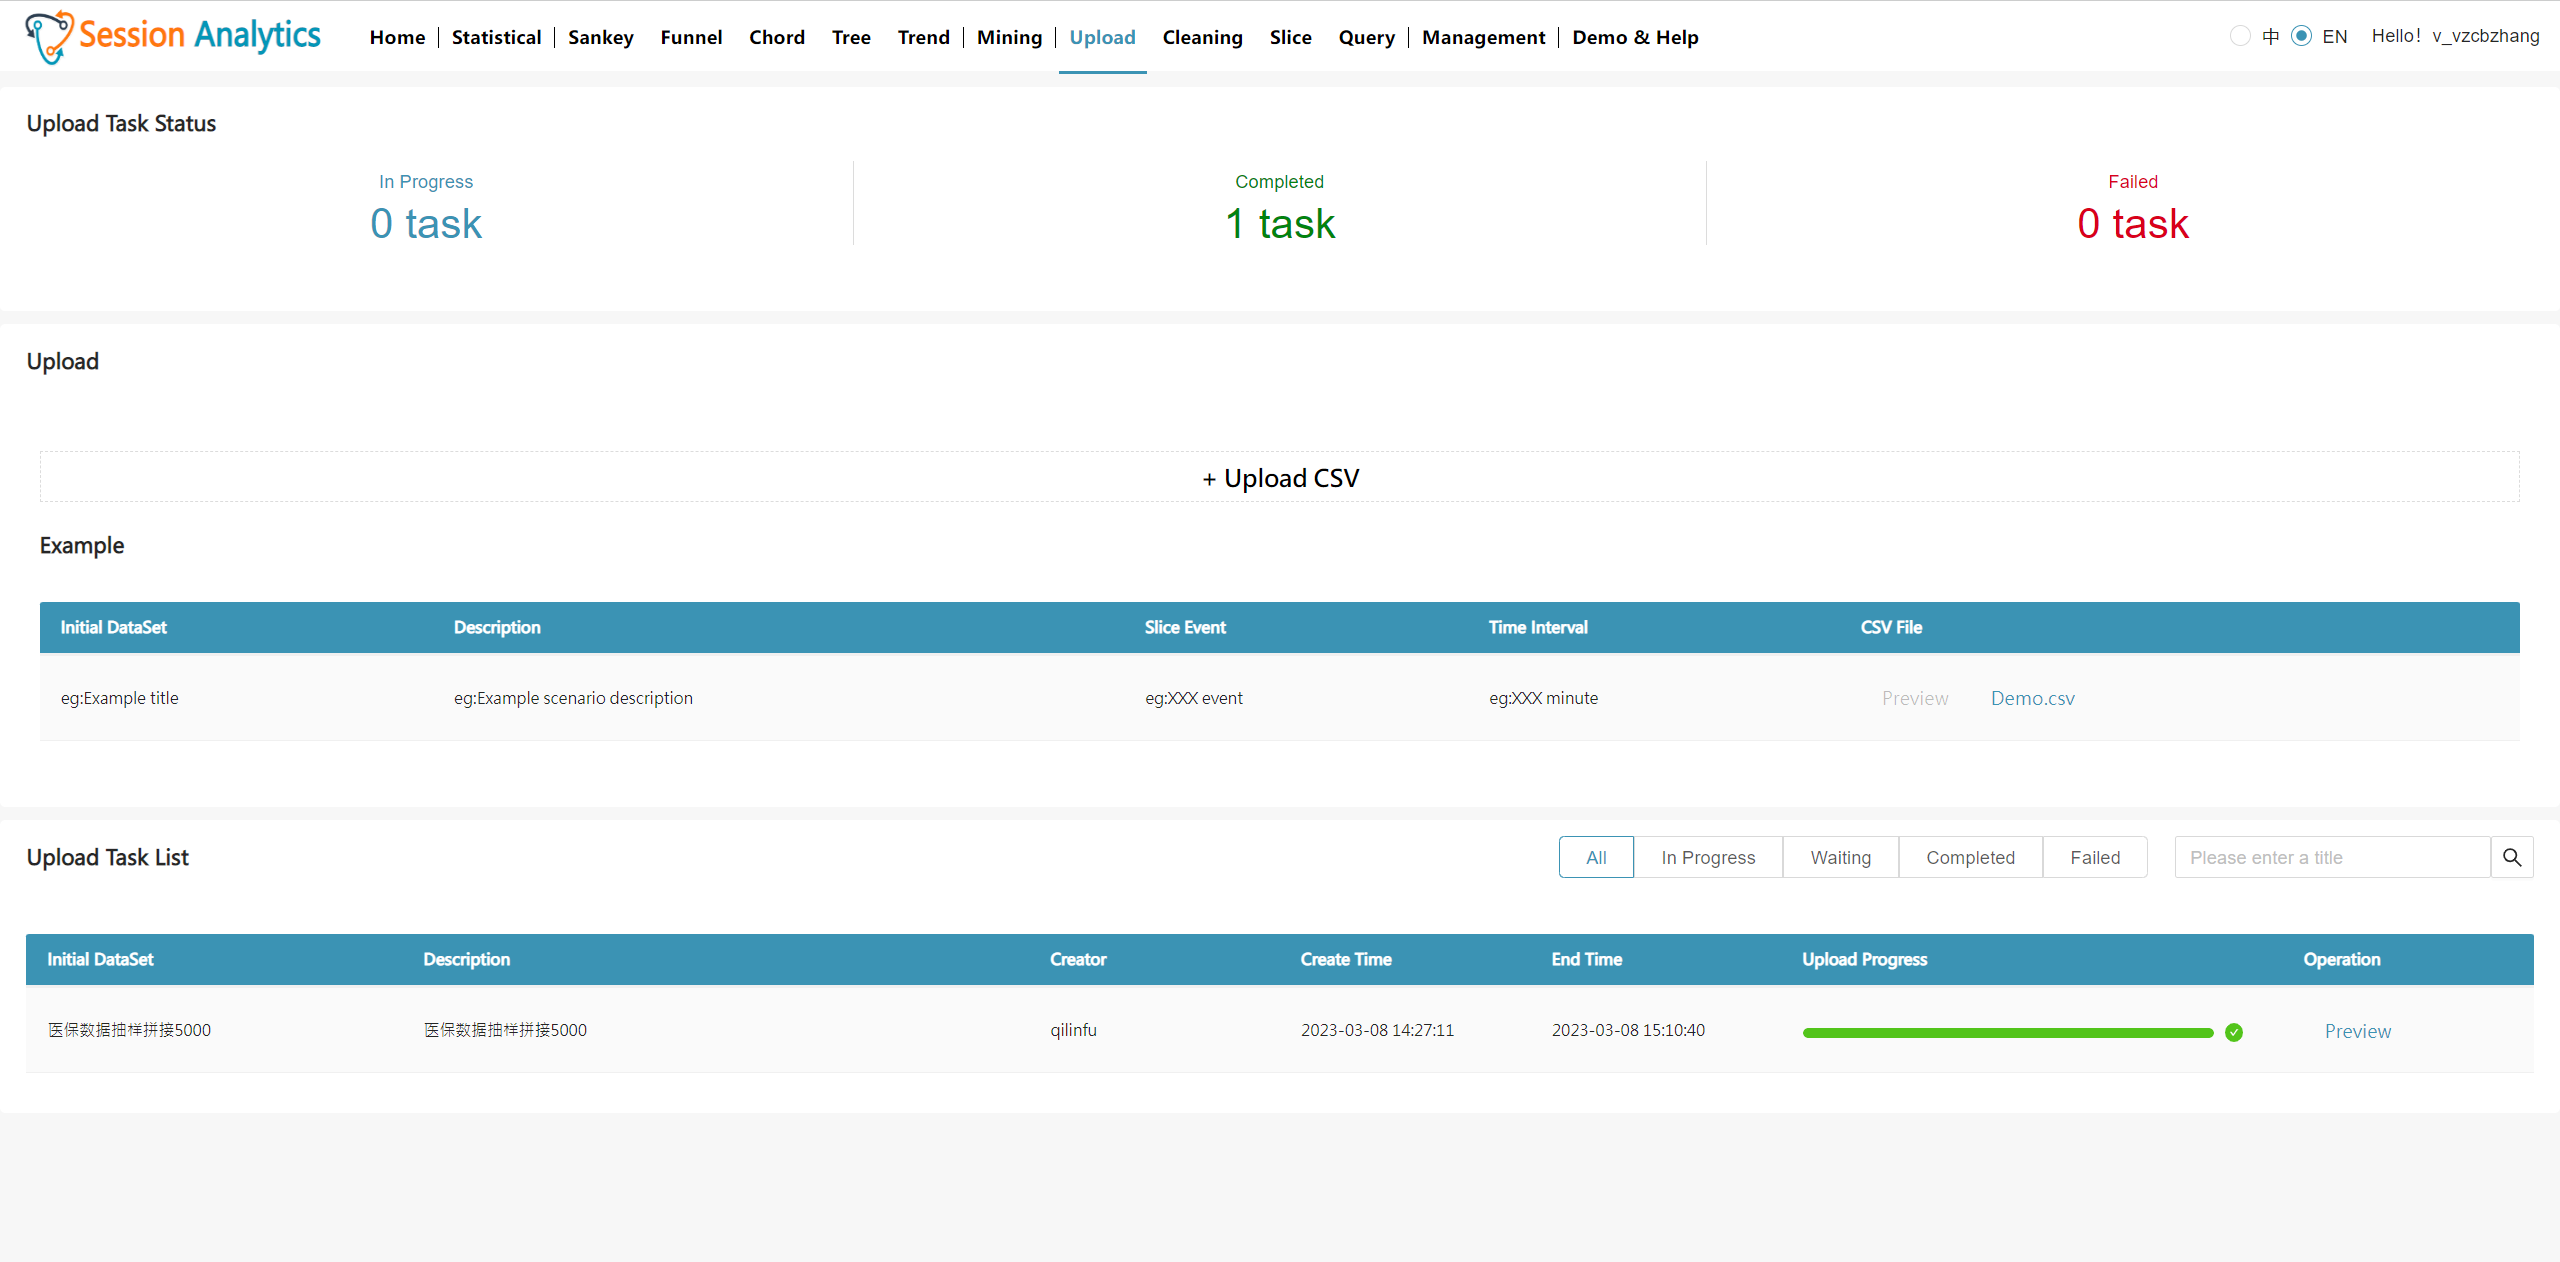 Session Analytics Home Statistical Sankey Funnel Chord Tree Trend Mining Upload Cleaning Slice Query Management Demo & Help 中 EN Hello！ v_vzcbzhang
Upload Task Status
In Progress Completed Failed
0 task 1 task 0 task
Upload
+ Upload CSV
Example
Initial DataSet Description Slice Event Time Interval CSV File
eg:Example title eg:Example scenario description eg:XXX event eg:XXX minute Preview Demo.csv
Upload Task List All In Progress Waiting Completed Failed Please enter a title
Initial DataSet Description Creator Create Time End Time Upload Progress Operation
医保数据抽样拼接5000 医保数据抽样拼接5000 qilinfu 2023-03-08 14:27:11 2023-03-08 15:10:40 Preview